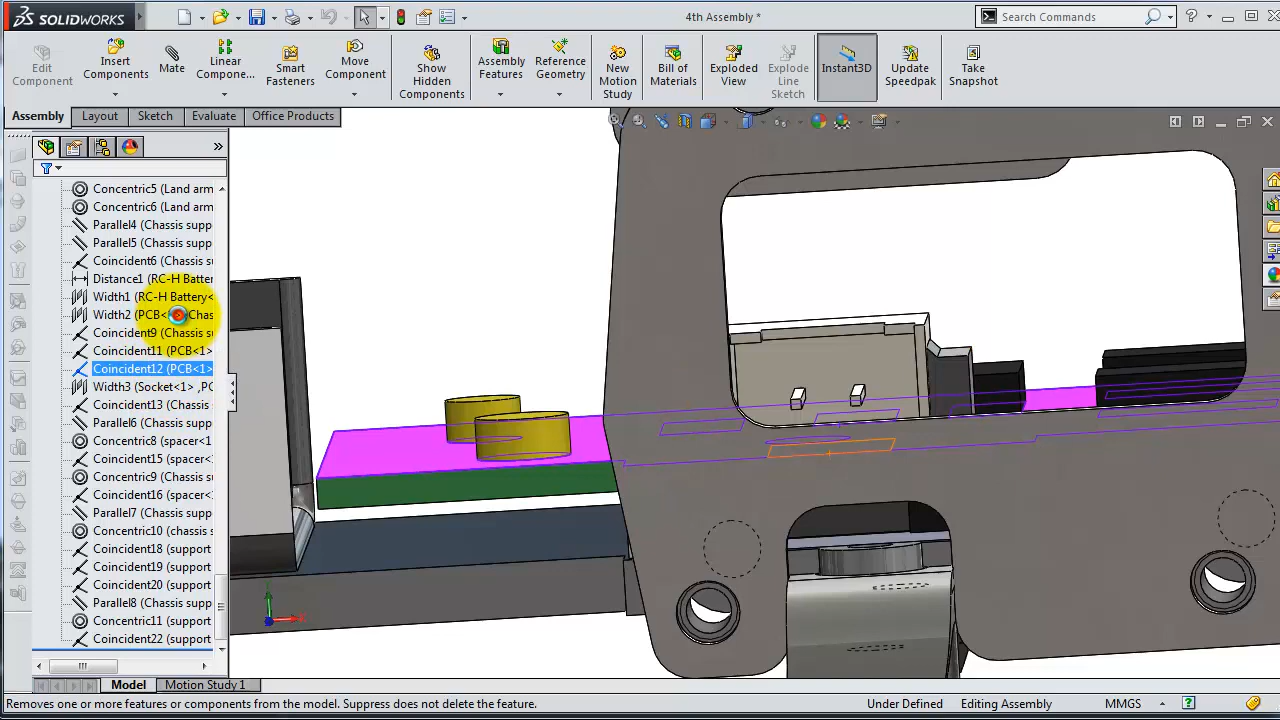 SOLIDWORKS
4th Assembly *
Search Commands
Edit Component
Insert Components
Mate
Linear Compone...
Smart Fasteners
Move Component
Show Hidden Components
Assembly Features
Reference Geometry
New Motion Study
Bill of Materials
Exploded View
Explode Line Sketch
Instant3D
Update Speedpak
Take Snapshot
Assembly
Layout
Sketch
Evaluate
Office Products
Concentric5 (Land arm
Concentric6 (Land arm
Parallel4 (Chassis supp
Parallel5 (Chassis supp
Coincident6 (Chassis su
Distance1 (RC-H Batter
Width1 (RC-H Battery<
Width2 (PCB< Chas
Coincident9 (Chassis su
Coincident11 (PCB<1>
Coincident12 (PCB<1>
Width3 (Socket<1> ,PC
Coincident13 (Chassis
Parallel6 (Chassis supp
Concentric8 (spacer<1
Coincident15 (spacer<
Concentric9 (Chassis su
Coincident16 (spacer<
Parallel7 (Chassis supp
Concentric10 (chassis s
Coincident18 (support
Coincident19 (support
Coincident20 (support
Parallel8 (Chassis supp
Concentric11 (support
Coincident22 (support
Model
Motion Study 1
Removes one or more features or components from the model. Suppress does not delete the feature.
Under Defined
Editing Assembly
MMGS